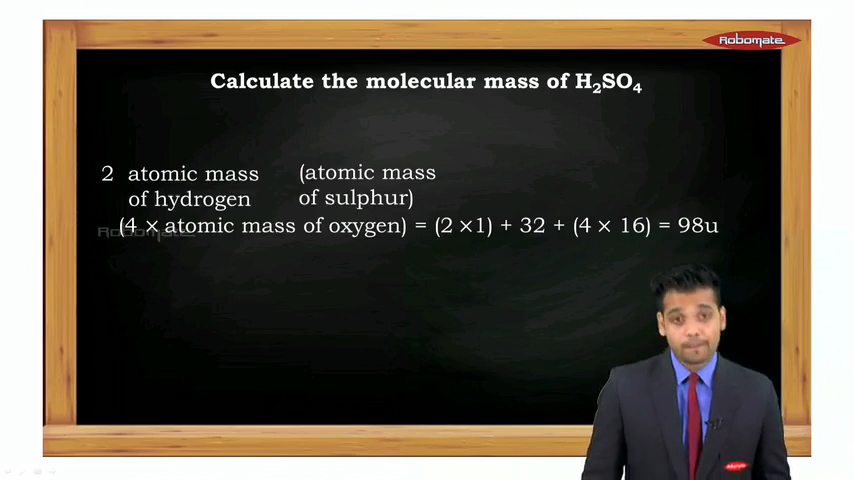 Robomate
Calculate the molecular mass of H₂SO₄
2 atomic mass of hydrogen
(atomic mass of sulphur)
(4 × atomic mass of oxygen) = (2 ×1) + 32 + (4 × 16) = 98u
Robomate